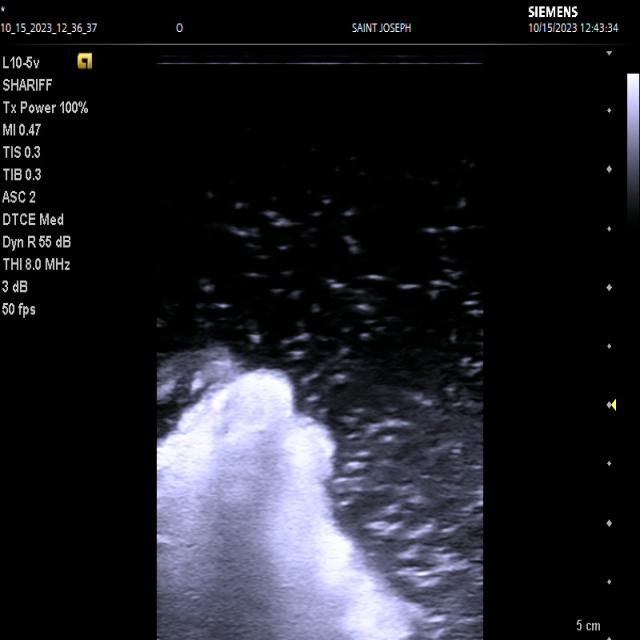 *
SIEMENS
10_15_2023_12_36_37
O
SAINT JOSEPH
10/15/2023 12:43:34
L10-5v
SHARIFF
Tx Power 100%
MI 0.47
TIS 0.3
TIB 0.3
ASC 2
DTCE Med
Dyn R 55 dB
THI 8.0 MHz
3 dB
50 fps
5 cm